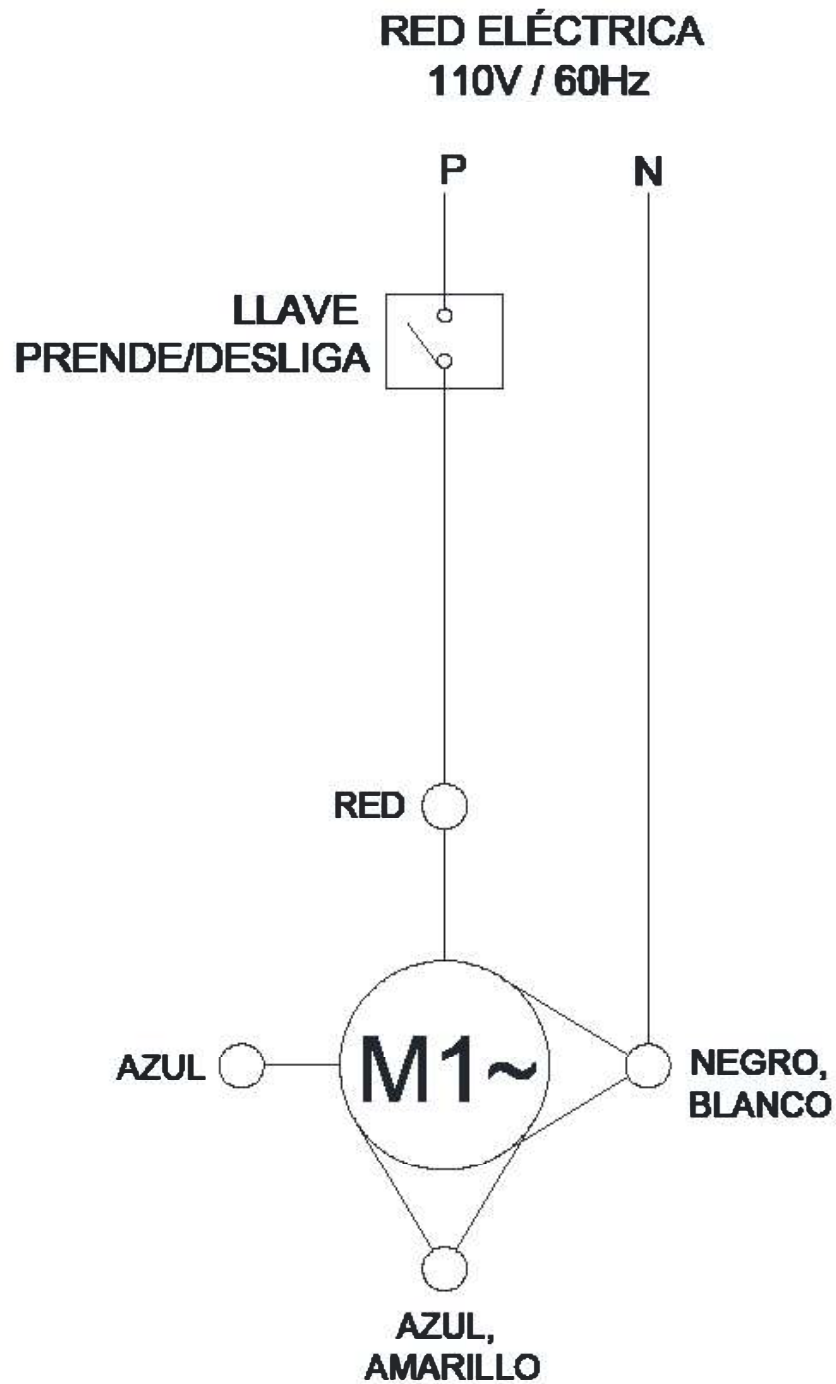 RED ELÉCTRICA
110V / 60Hz
P
N
LLAVE
PRENDE/DESLIGA
RED
AZUL
M1~
NEGRO,
BLANCO
AZUL,
AMARILLO